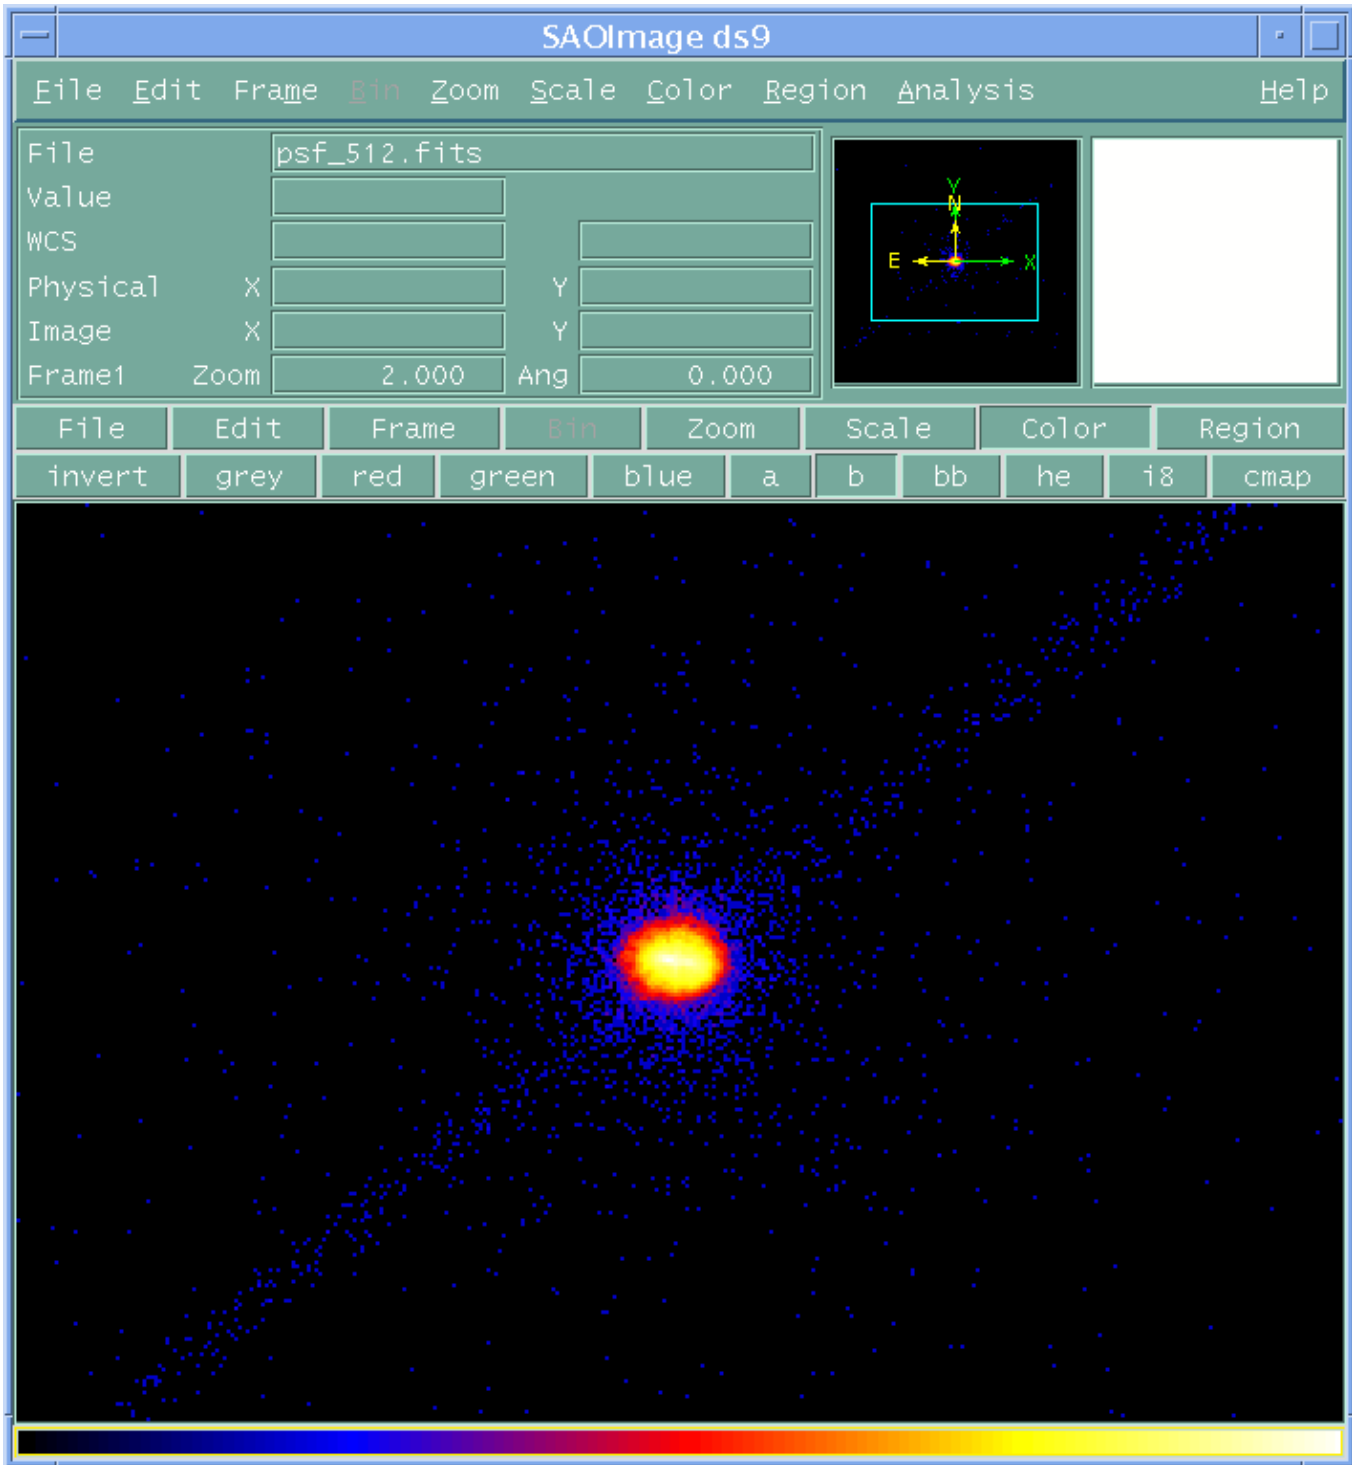 SAOImage ds9
File Edit Frame Bin Zoom Scale Color Region Analysis Help
File psf_512.fits
Value
WCS
Physical X Y
Image X Y
Frame1 Zoom 2.000 Ang 0.000
Y
N
E X
File Edit Frame Bin Zoom Scale Color Region
invert grey red green blue a b bb he i8 cmap